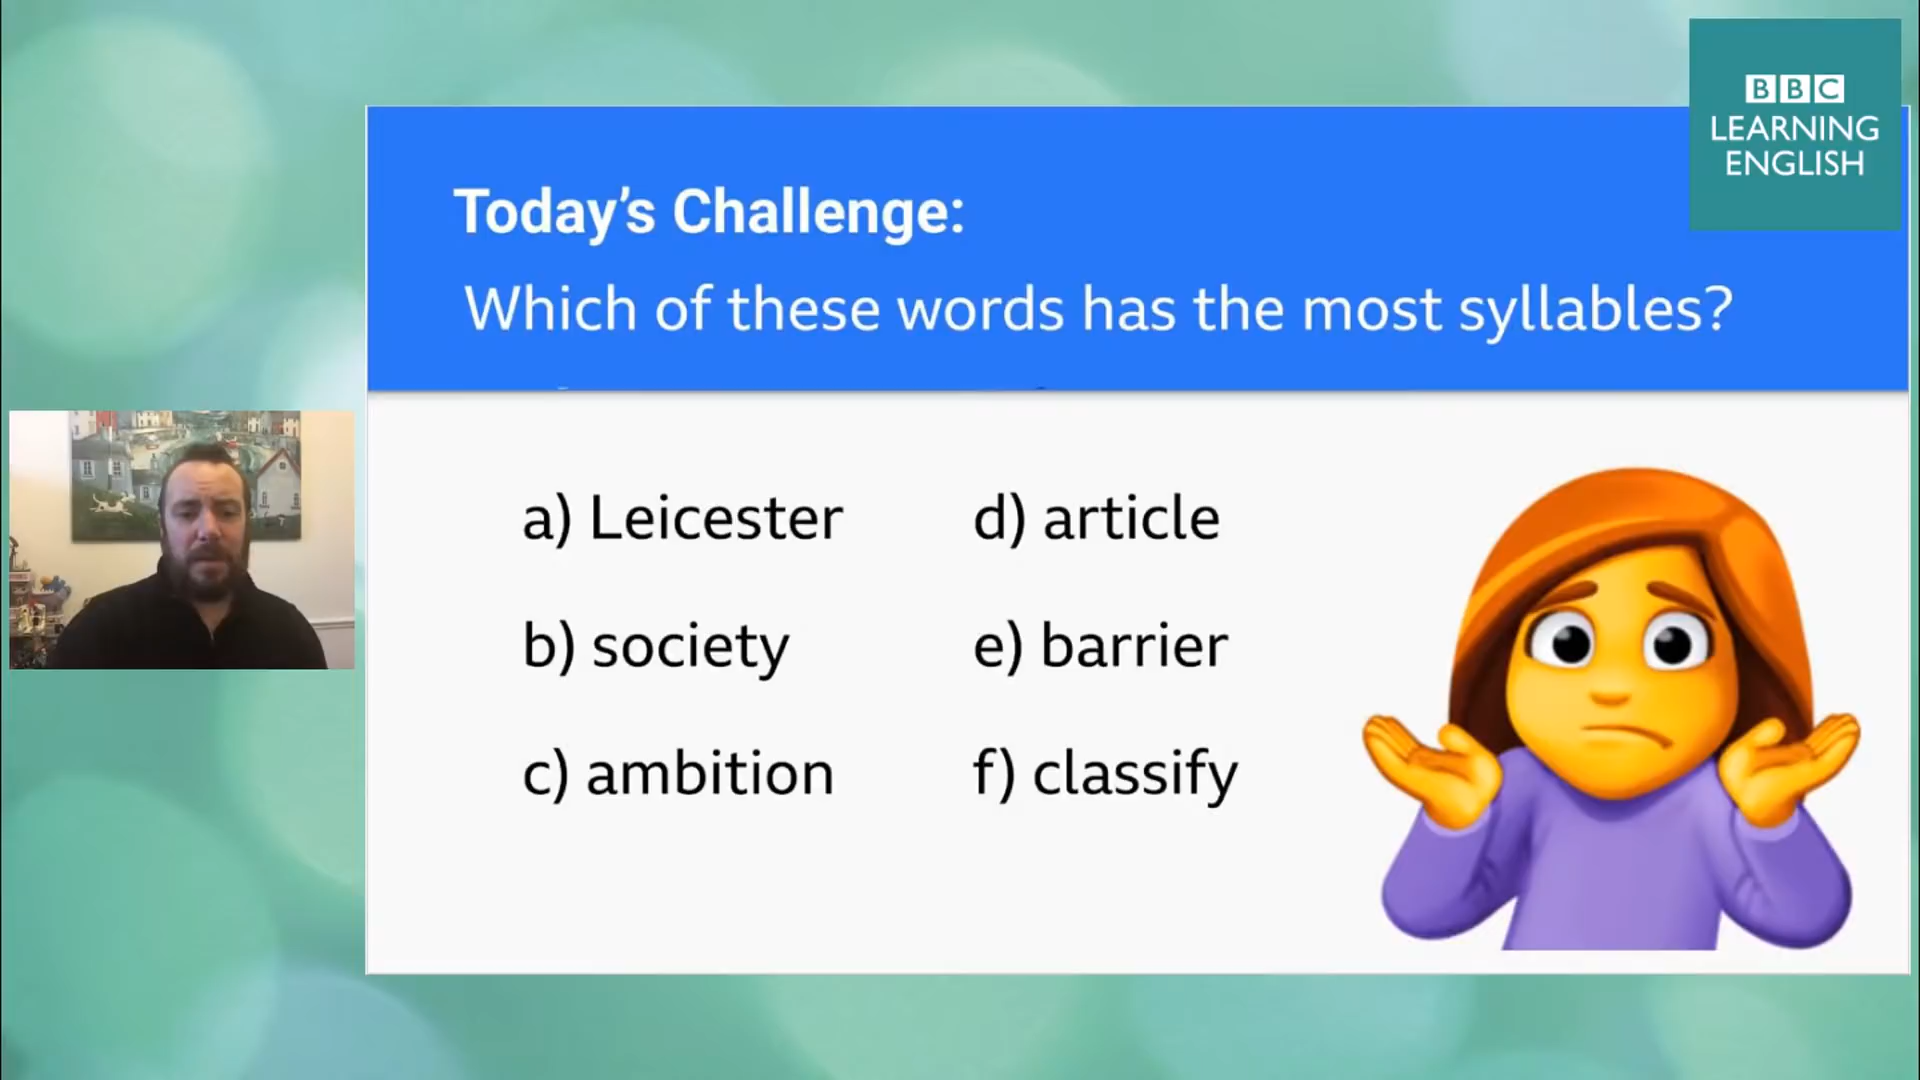 BBC
LEARNING
ENGLISH
Today's Challenge:
Which of these words has the most syllables?
a) Leicester
b) society
c) ambition
d) article
e) barrier
f) classify